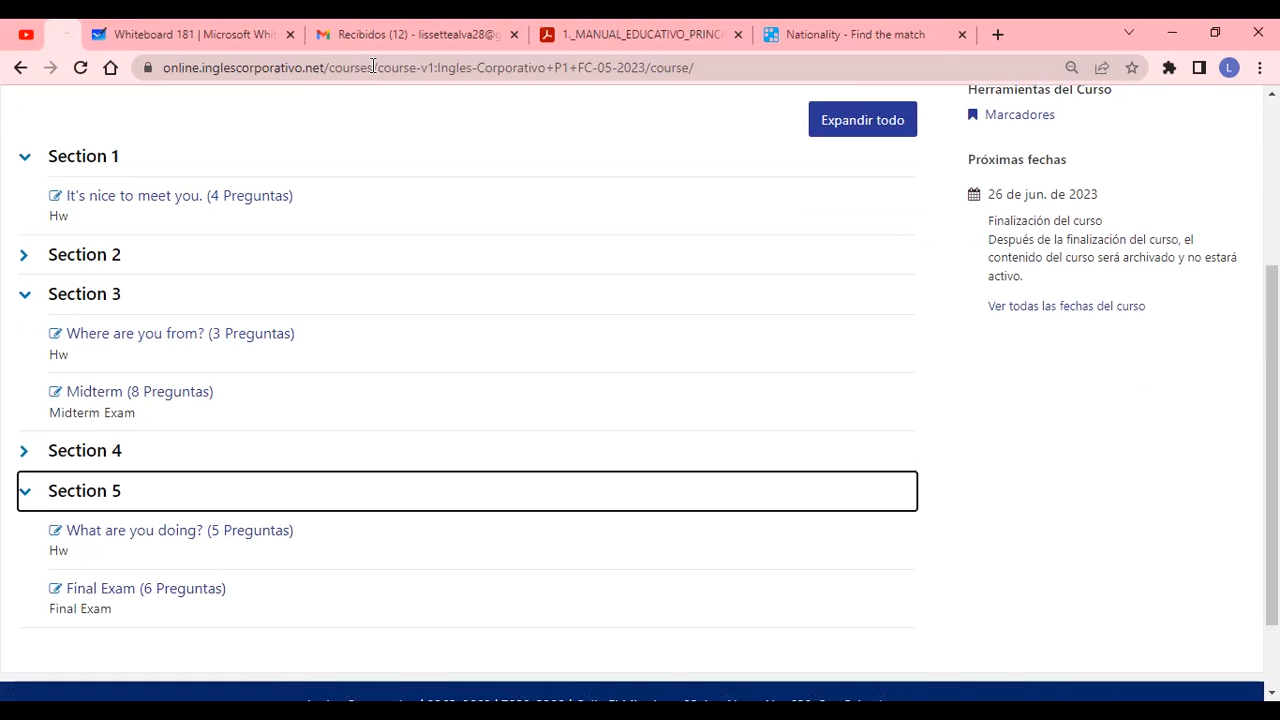 Whiteboard 181 | Microsoft Whit
Recibidos (12) - lissettealva28@g
1._MANUAL_EDUCATIVO_PRINCI
Nationality - Find the match
online.inglescorporativo.net/courses/course-v1:Ingles-Corporativo+P1+FC-05-2023/course/
L
Herramientas del Curso
Expandir todo
Marcadores
Section 1
Próximas fechas
It's nice to meet you. (4 Preguntas)
26 de jun. de 2023
Hw
Finalización del curso
Después de la finalización del curso, el
contenido del curso será archivado y no estará
activo.
Section 2
Section 3
Ver todas las fechas del curso
Where are you from? (3 Preguntas)
Hw
Midterm (8 Preguntas)
Midterm Exam
Section 4
Section 5
What are you doing? (5 Preguntas)
Hw
Final Exam (6 Preguntas)
Final Exam